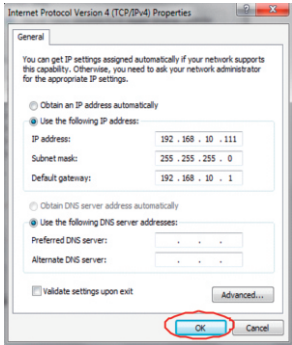 Internet Protocol Version 4 (TCP/IPv4) Properties
General
You can get IP settings assigned automatically if your network supports
this capability. Otherwise, you need to ask your network administrator
for the appropriate IP settings.
Obtain an IP address automatically
Use the following IP address:
IP address: 192 . 168 . 10 . 111
Subnet mask: 255 . 255 . 255 . 0
Default gateway: 192 . 168 . 10 . 1
Obtain DNS server address automatically
Use the following DNS server addresses:
Preferred DNS server: . . .
Alternate DNS server: . . .
Validate settings upon exit
Advanced...
OK Cancel